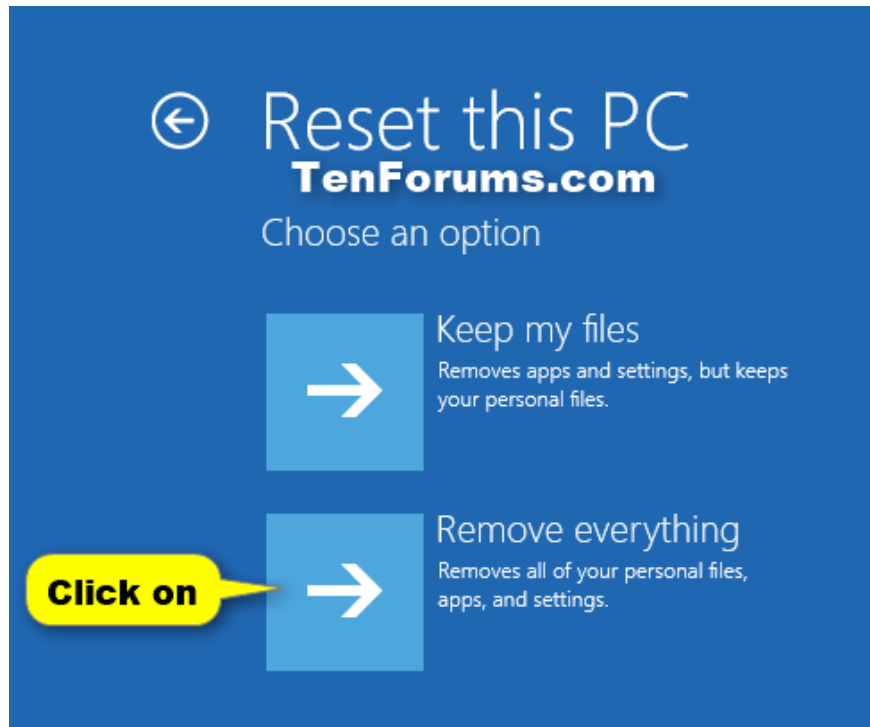 Reset this PC
TenForums.com
Choose an option
Keep my files
Removes apps and settings, but keeps
your personal files.
Remove everything
Removes all of your personal files,
apps, and settings.
Click on